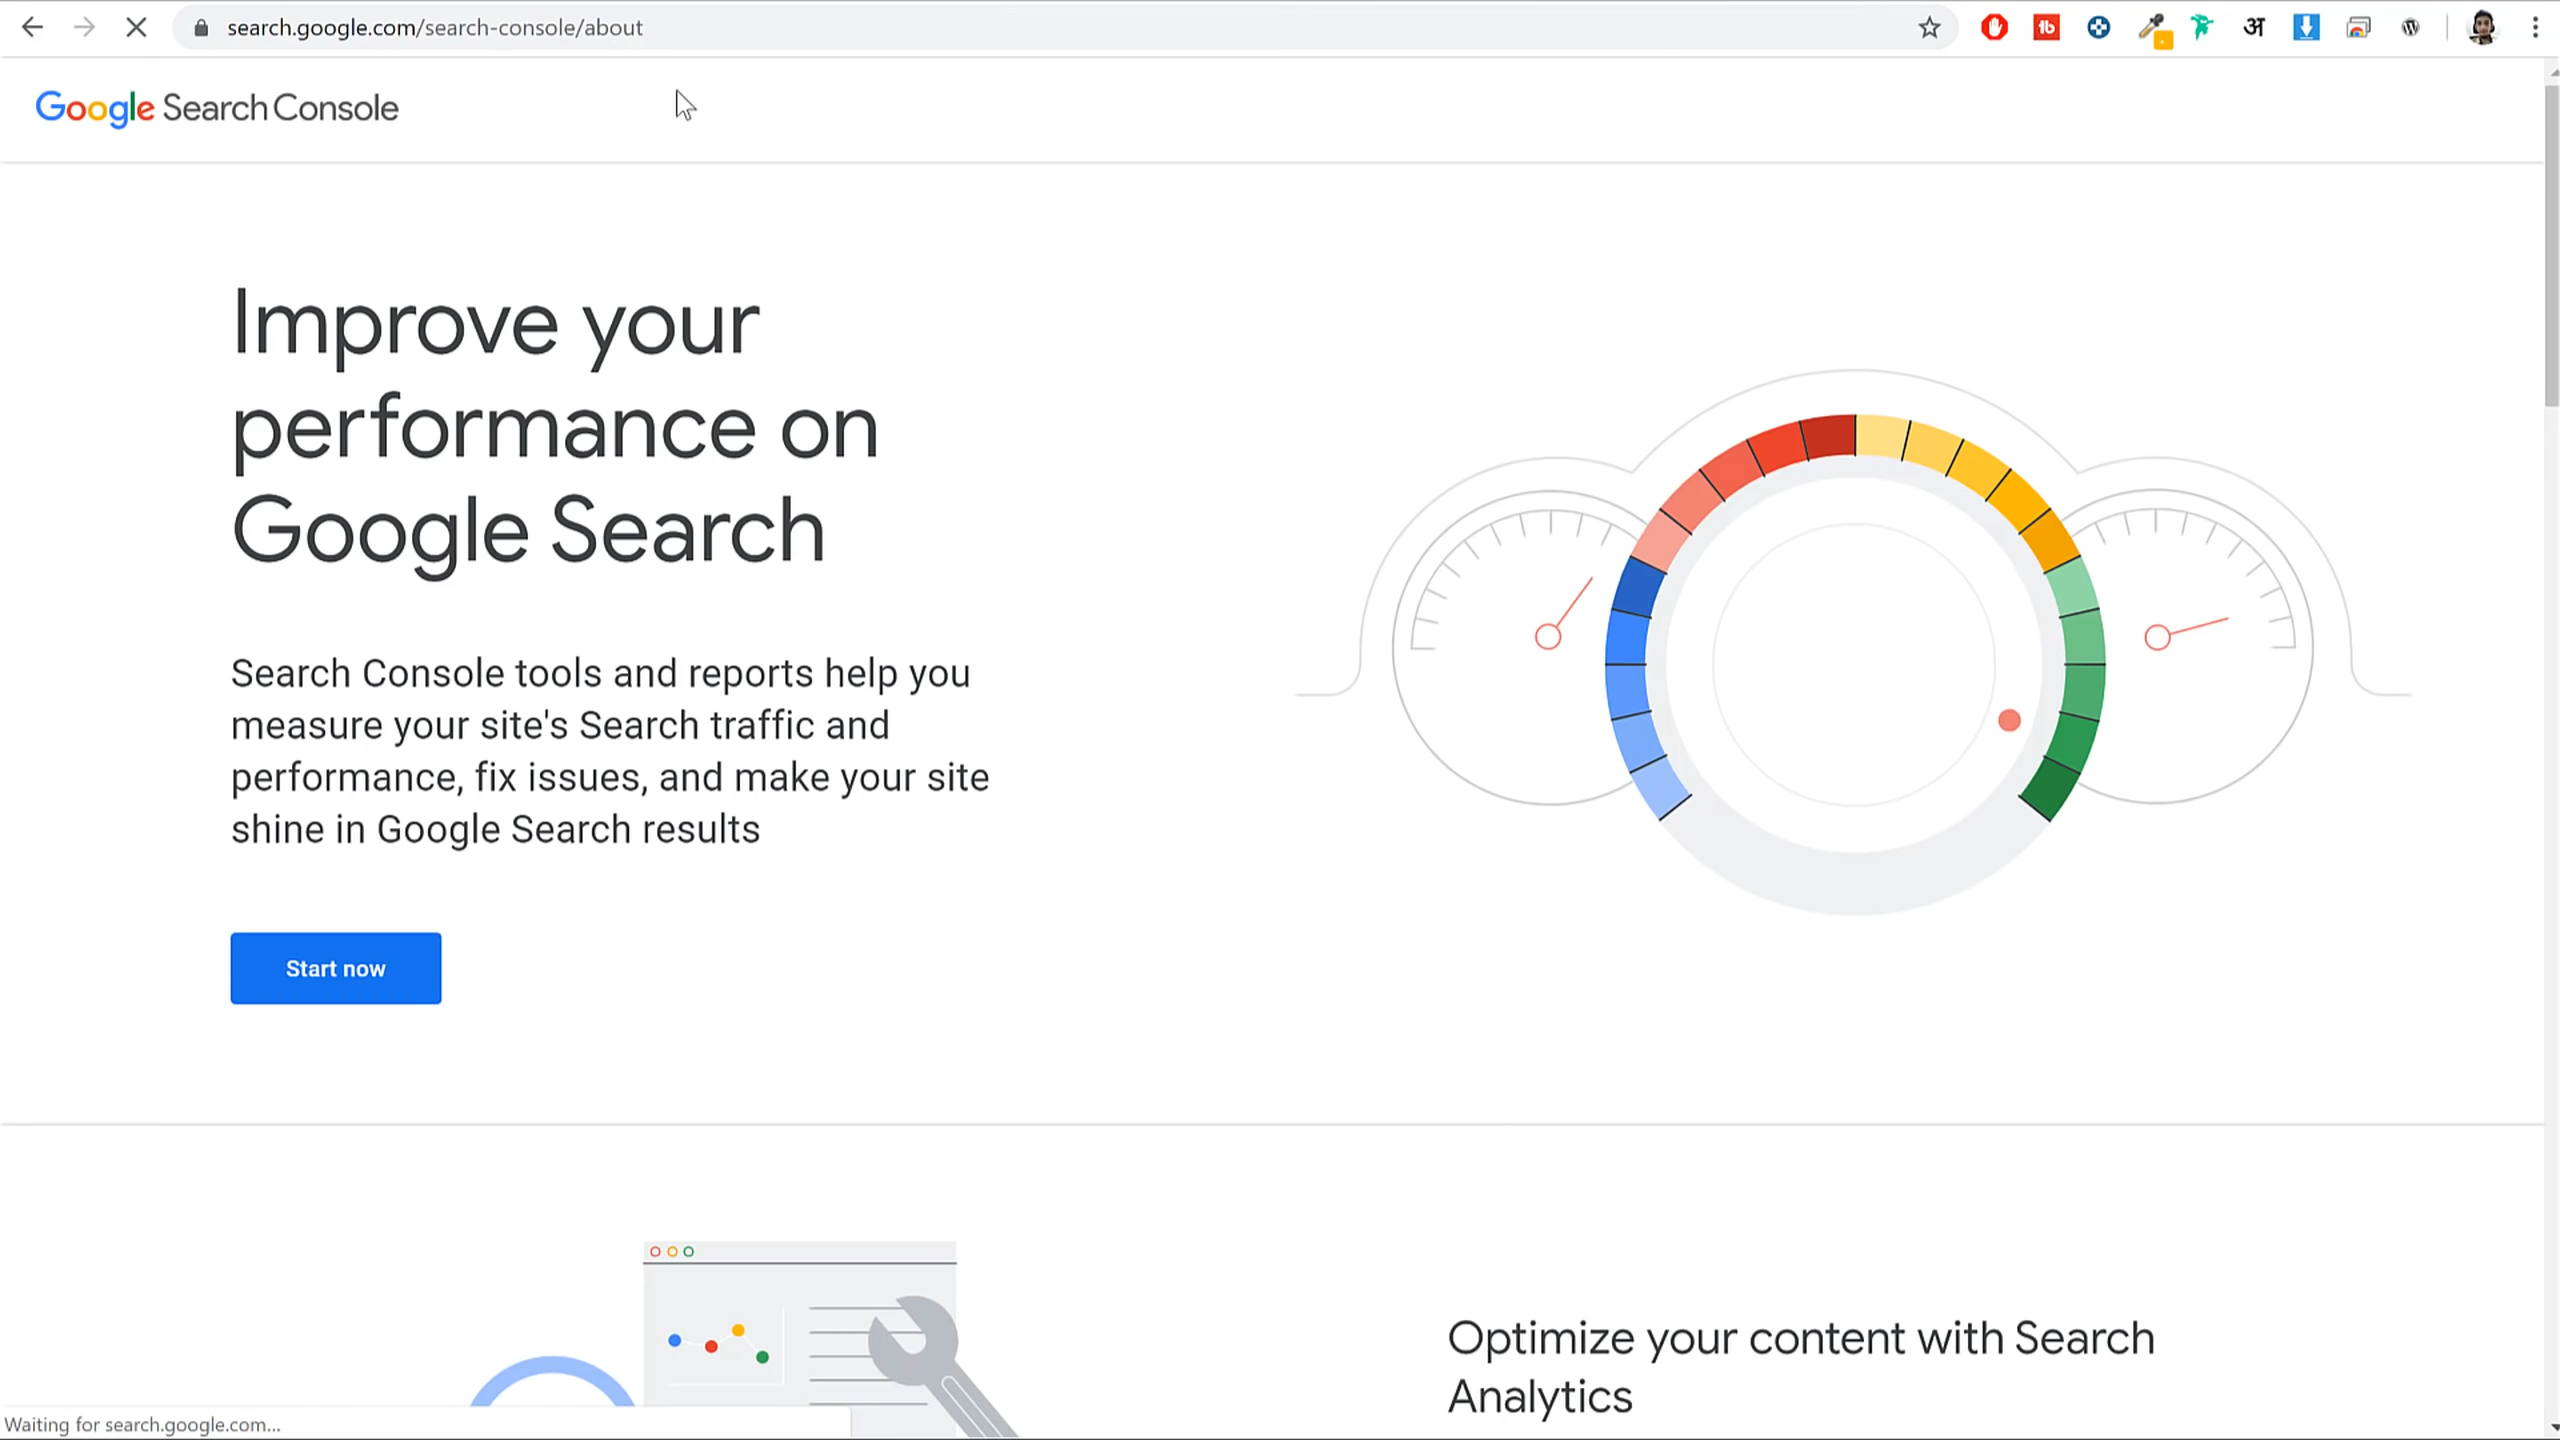 search.google.com/search-console/about
Google Search Console
Improve your
performance on
Google Search
Search Console tools and reports help you
measure your site's Search traffic and
performance, fix issues, and make your site
shine in Google Search results
Start now
Optimize your content with Search
Analytics
Waiting for search.google.com...